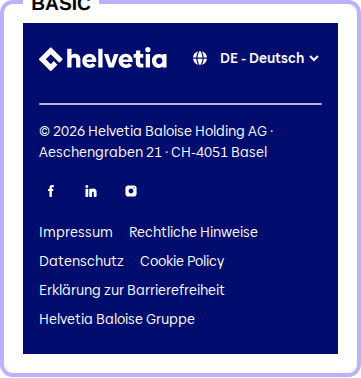 BASIC
helvetia
DE - Deutsch
© 2026 Helvetia Baloise Holding AG ·
Aeschengraben 21 · CH-4051 Basel
Impressum Rechtliche Hinweise
Datenschutz Cookie Policy
Erklärung zur Barrierefreiheit
Helvetia Baloise Gruppe